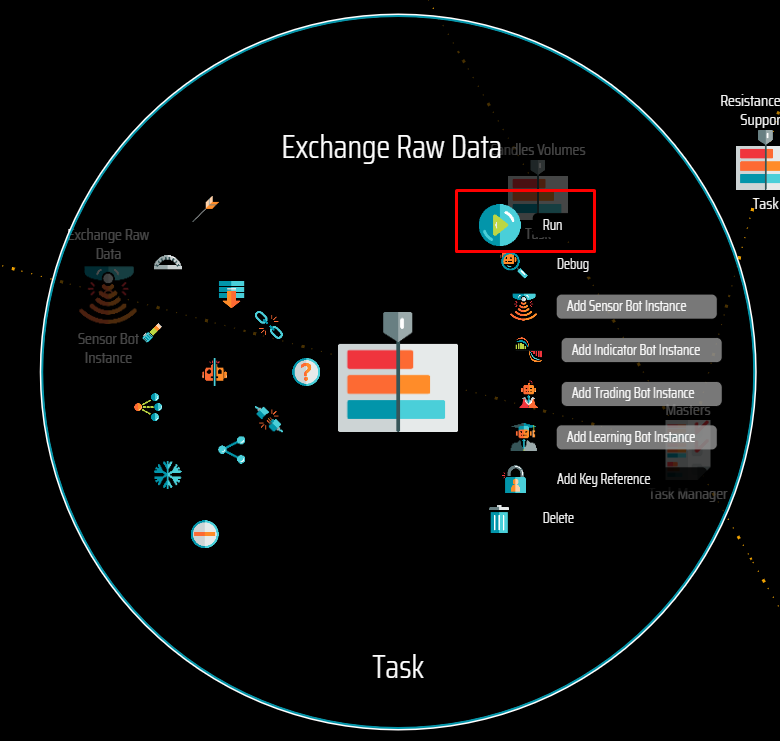 Resistance
Suppor
Task
Exchange Raw Data
andles Volumes
Task
Run
Debug
Add Sensor Bot Instance
Add Indicator Bot Instance
Add Trading Bot Instance
Add Learning Bot Instance
Add Key Reference
Delete
Exchange Raw
Data
Sensor Bot
Instance
?
Masters
Task Manager
Task